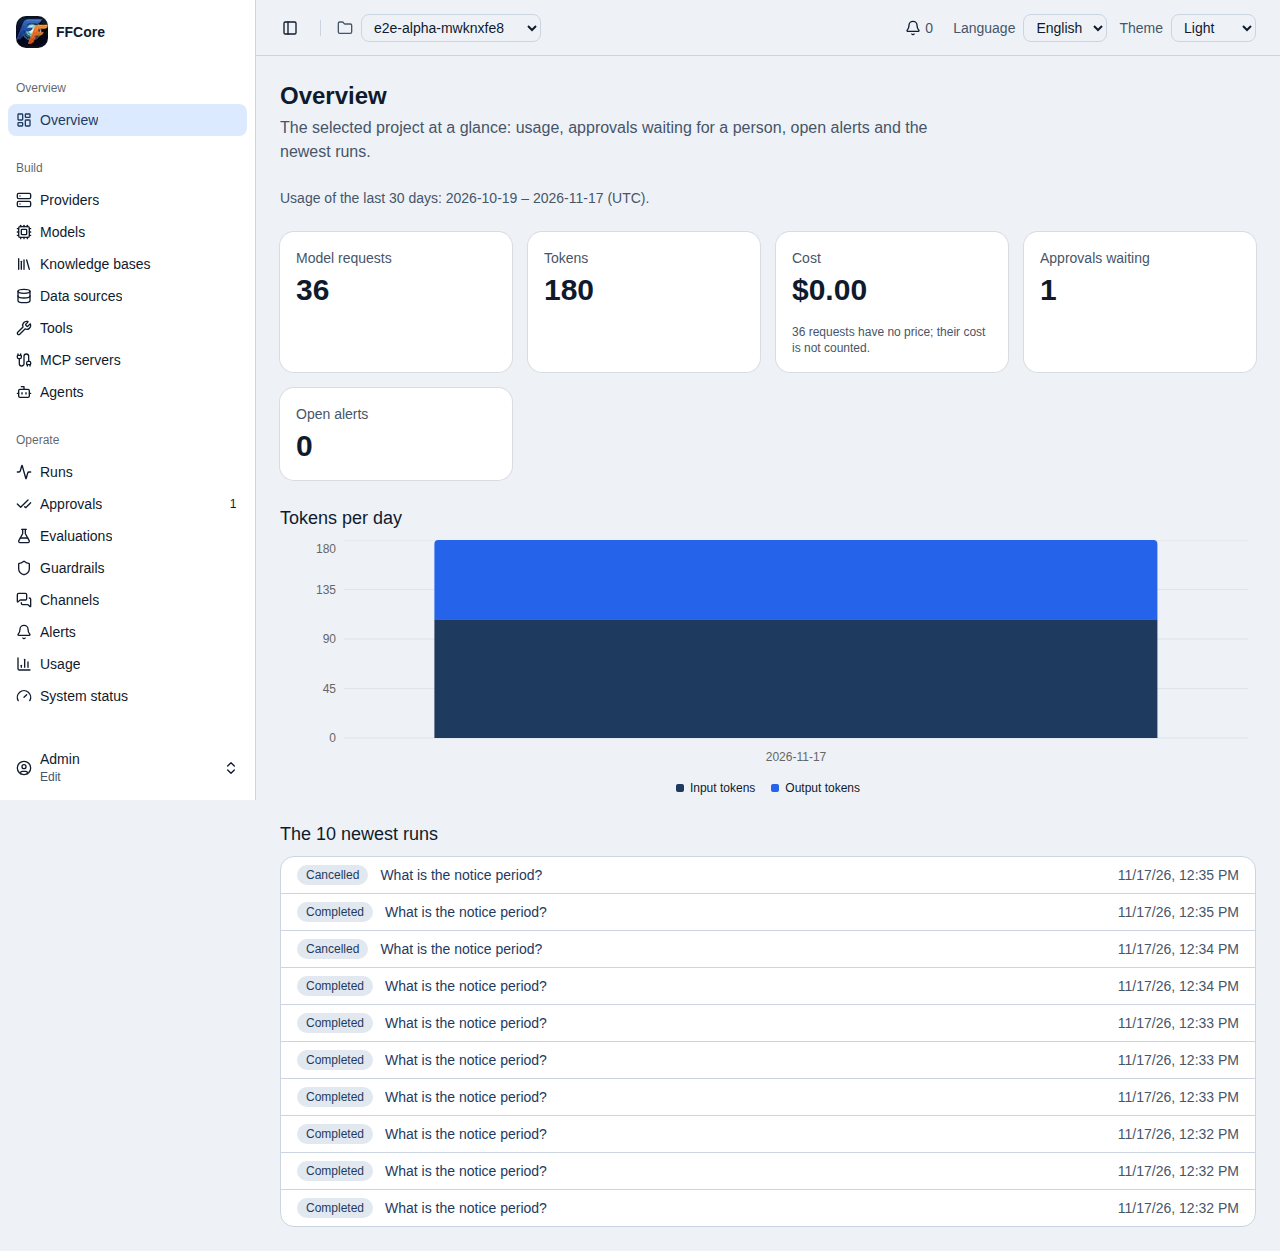 FFCore
e2e-alpha-mwknxfe8
0
Language
English
Theme
Light
Overview
Overview
Build
Providers
Models
Knowledge bases
Data sources
Tools
MCP servers
Agents
Operate
Runs
Approvals
1
Evaluations
Guardrails
Channels
Alerts
Usage
System status
Admin
Edit
Overview
The selected project at a glance: usage, approvals waiting for a person, open alerts and the
newest runs.
Usage of the last 30 days: 2026-10-19 – 2026-11-17 (UTC).
Model requests
36
Tokens
180
Cost
$0.00
36 requests have no price; their cost
is not counted.
Approvals waiting
1
Open alerts
0
Tokens per day
180
135
90
45
0
2026-11-17
Input tokens
Output tokens
The 10 newest runs
Cancelled What is the notice period? 11/17/26, 12:35 PM
Completed What is the notice period? 11/17/26, 12:35 PM
Cancelled What is the notice period? 11/17/26, 12:34 PM
Completed What is the notice period? 11/17/26, 12:34 PM
Completed What is the notice period? 11/17/26, 12:33 PM
Completed What is the notice period? 11/17/26, 12:33 PM
Completed What is the notice period? 11/17/26, 12:33 PM
Completed What is the notice period? 11/17/26, 12:32 PM
Completed What is the notice period? 11/17/26, 12:32 PM
Completed What is the notice period? 11/17/26, 12:32 PM